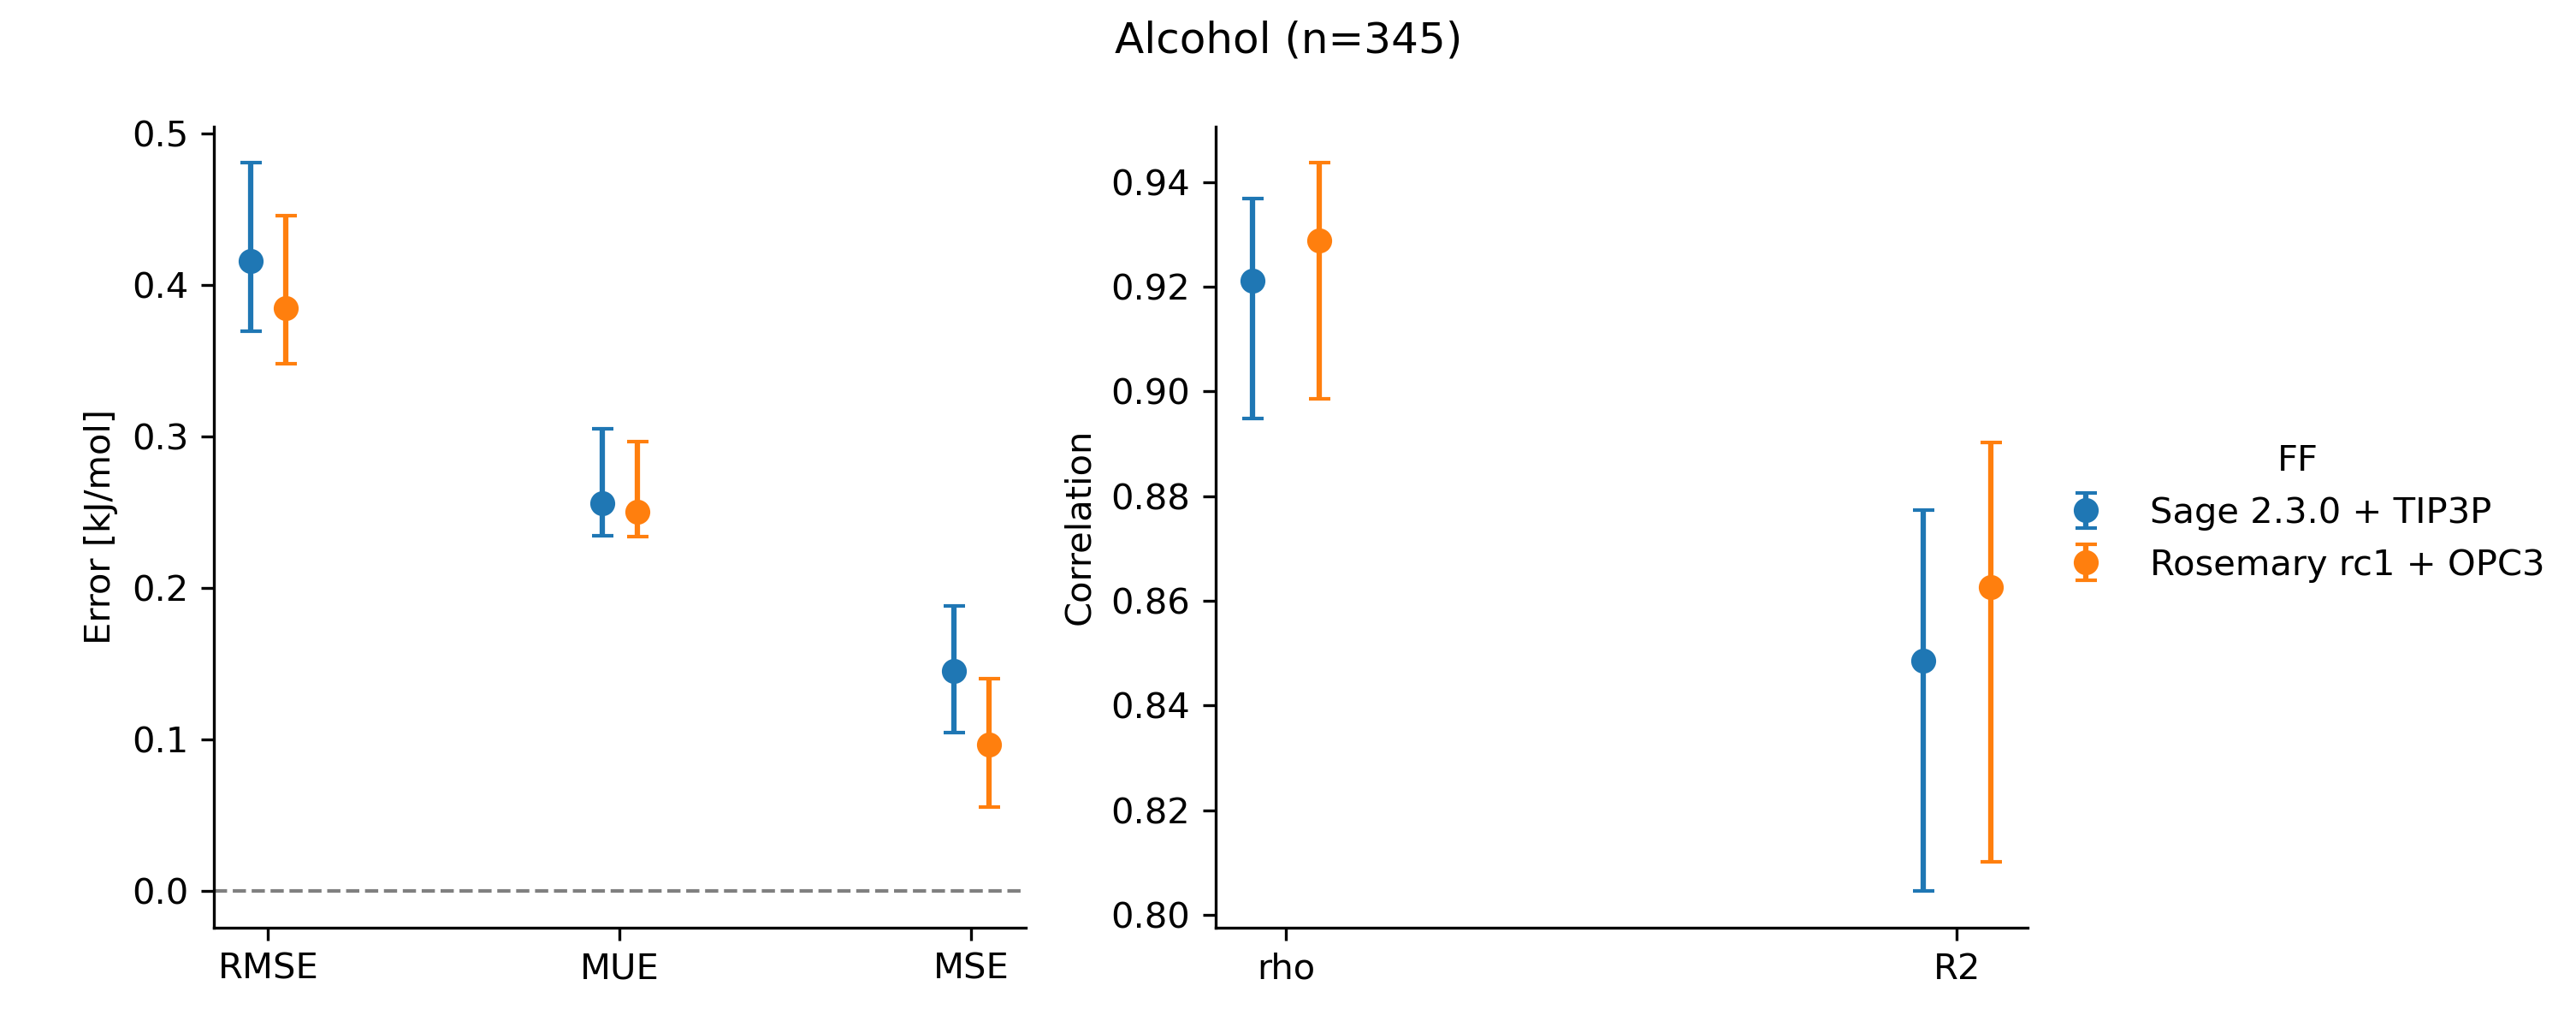 Alcohol (n=345)
Error [kJ/mol]
0.5
0.4
0.3
0.2
0.1
0.0
RMSE
MUE
MSE
Correlation
0.94
0.92
0.90
0.88
0.86
0.84
0.82
0.80
rho
R2
FF
Sage 2.3.0 + TIP3P
Rosemary rc1 + OPC3